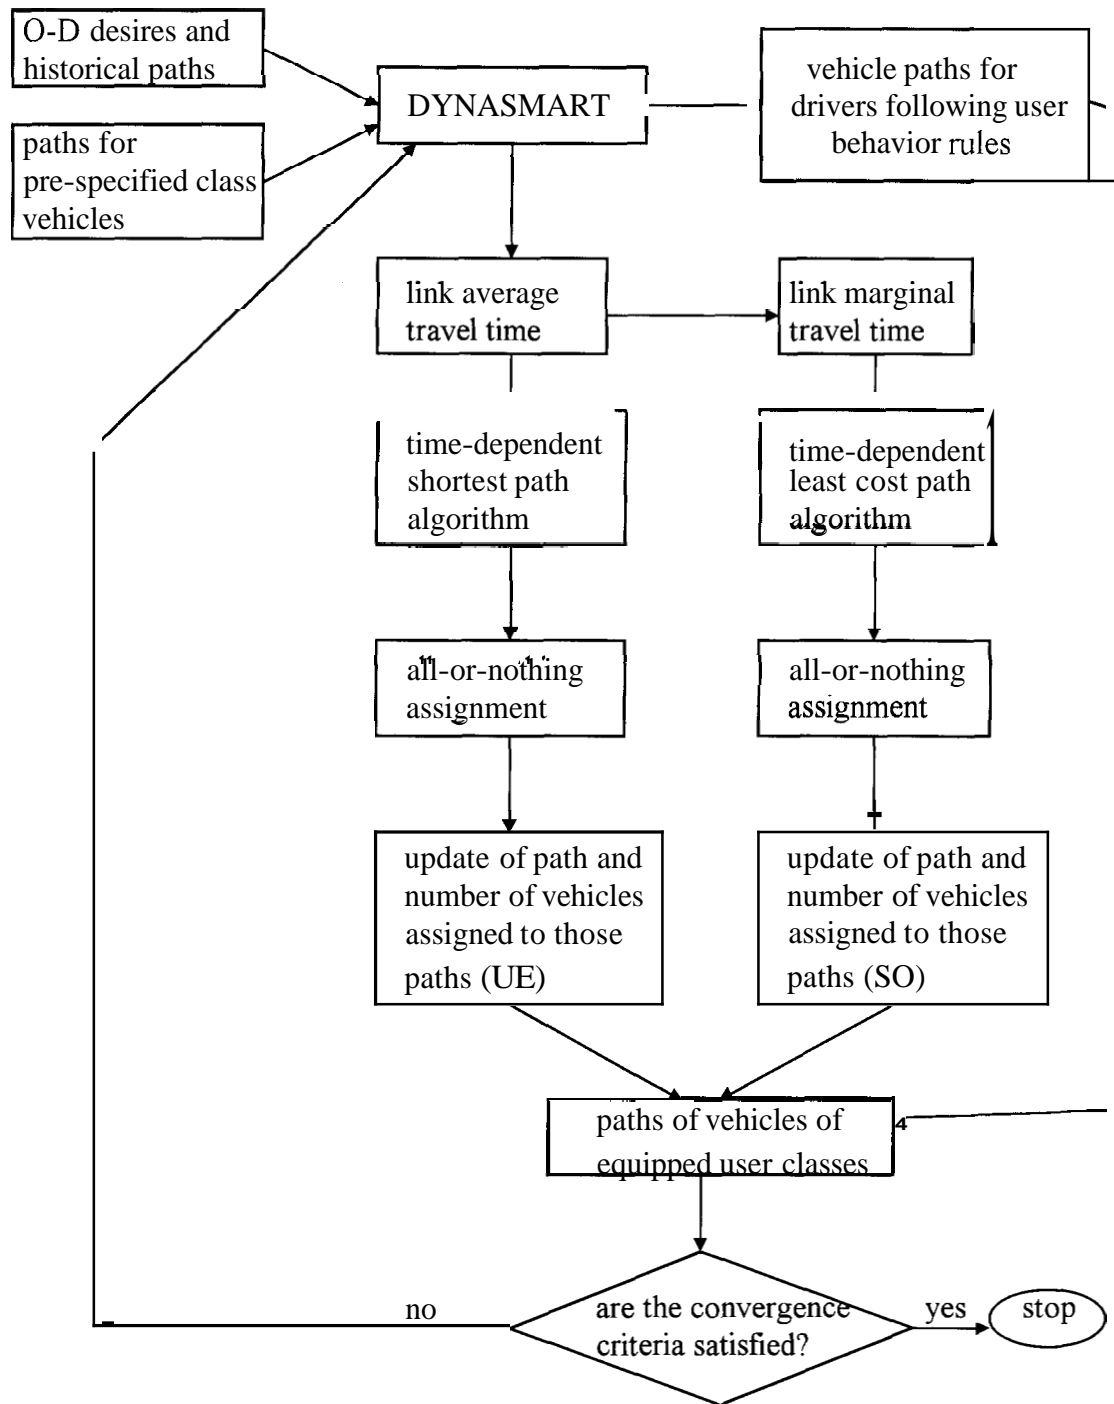 O-D desires and
historical paths
paths for
pre-specified class
vehicles
DYNASMART
vehicle paths for
drivers following user
behavior rules
link average
travel time
link marginal
travel time
time-dependent
shortest path
algorithm
time-dependent
least cost path
algorithm
all-or-nothing
assignment
all-or-nothing
assignment
update of path and
number of vehicles
assigned to those
paths (UE)
update of path and
number of vehicles
assigned to those
paths (SO)
paths of vehicles of
equipped user classes
are the convergence
criteria satisfied?
no
yes
stop